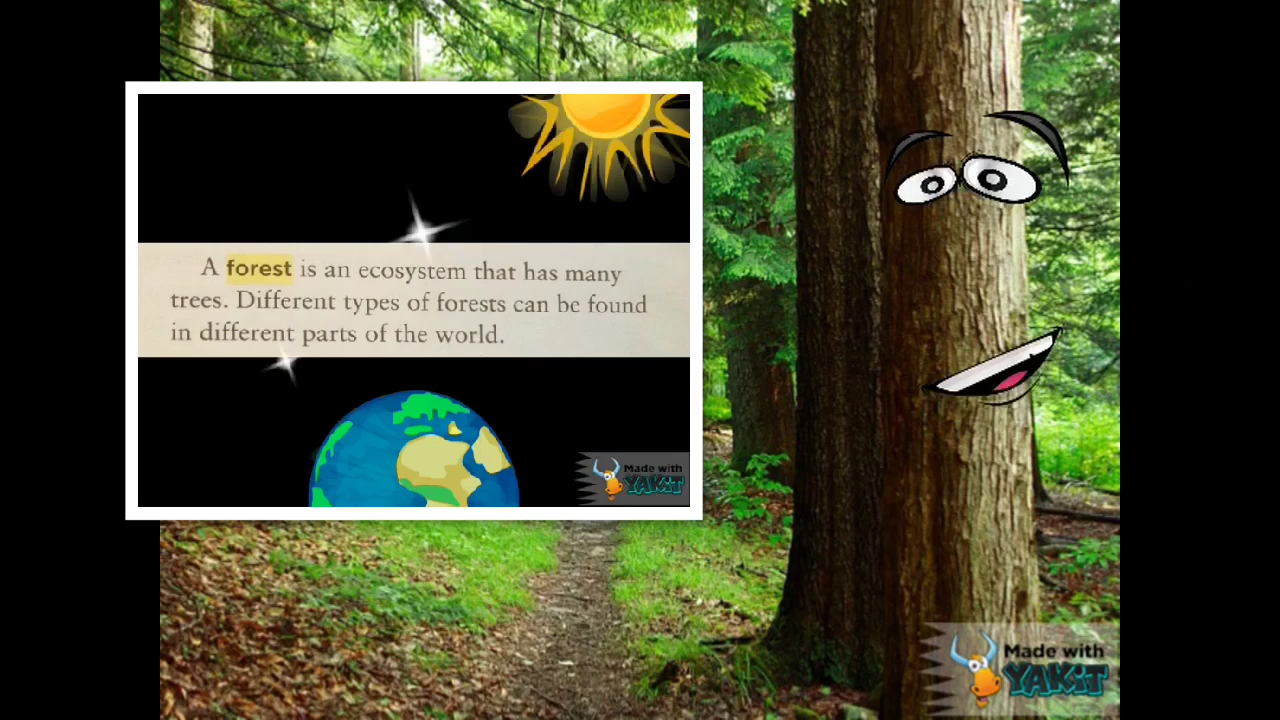 A forest is an ecosystem that has many
trees. Different types of forests can be found
in different parts of the world.
Made with
YAKiT
Made with
YAKiT